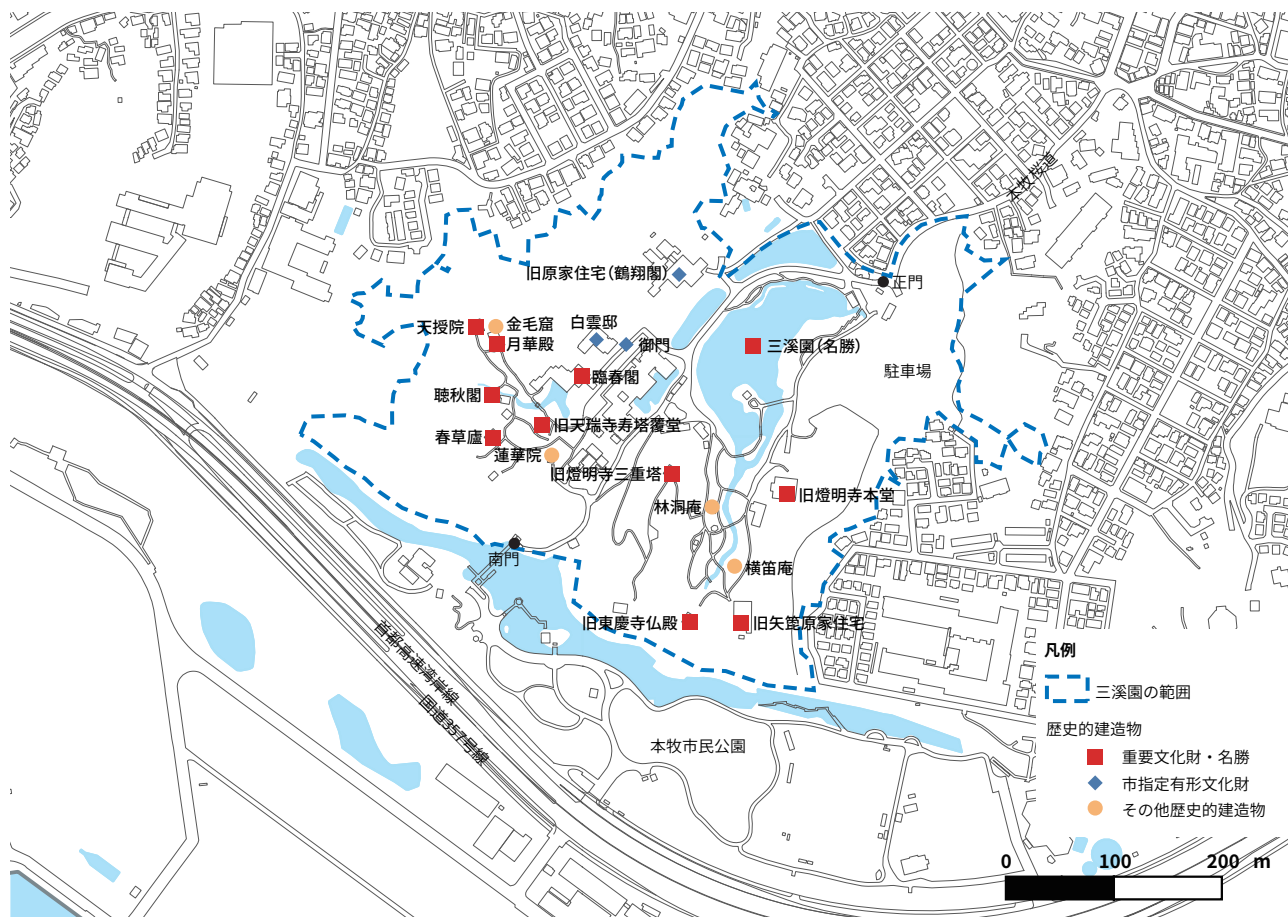 本牧桜道
旧原家住宅（鶴翔閣）
正門
天授院
金毛窟
白雲邸
月華殿
御門
三溪園（名勝）
臨春閣
駐車場
聴秋閣
旧天瑞寺寿塔覆堂
春草廬
蓮華院
旧燈明寺三重塔
旧燈明寺本堂
林洞庵
南門
横笛庵
旧東慶寺仏殿
旧矢箆原家住宅
首都高速湾岸線
国道357号線
本牧市民公園
凡例
三溪園の範囲
歴史的建造物
重要文化財・名勝
市指定有形文化財
その他歴史的建造物
0 100 200 m